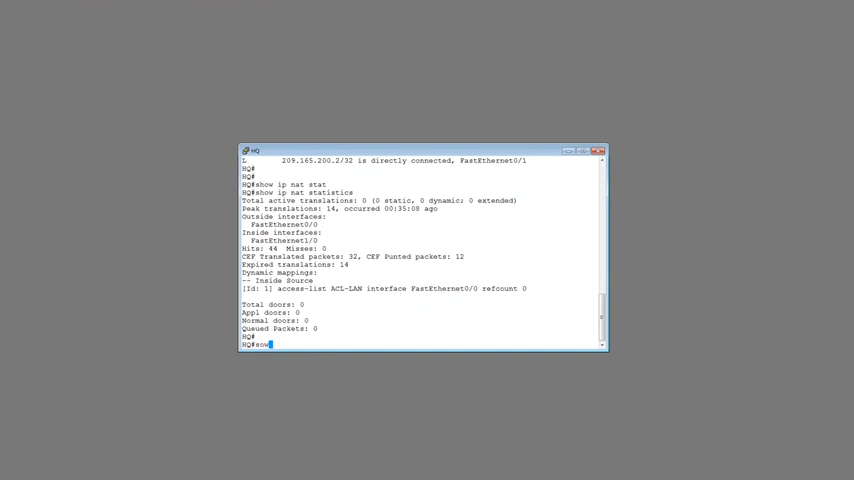 HQ
L       209.165.200.2/32 is directly connected, FastEthernet0/1
HQ#
HQ#
HQ#show ip nat stat
HQ#show ip nat statistics
Total active translations: 0 (0 static, 0 dynamic; 0 extended)
Peak translations: 14, occurred 00:35:08 ago
Outside interfaces:
  FastEthernet0/0
Inside interfaces:
  FastEthernet1/0
Hits: 44  Misses: 0
CEF Translated packets: 32, CEF Punted packets: 12
Expired translations: 14
Dynamic mappings:
-- Inside Source
[Id: 1] access-list ACL-LAN interface FastEthernet0/0 refcount 0

Total doors: 0
Appl doors: 0
Normal doors: 0
Queued Packets: 0
HQ#
HQ#sow